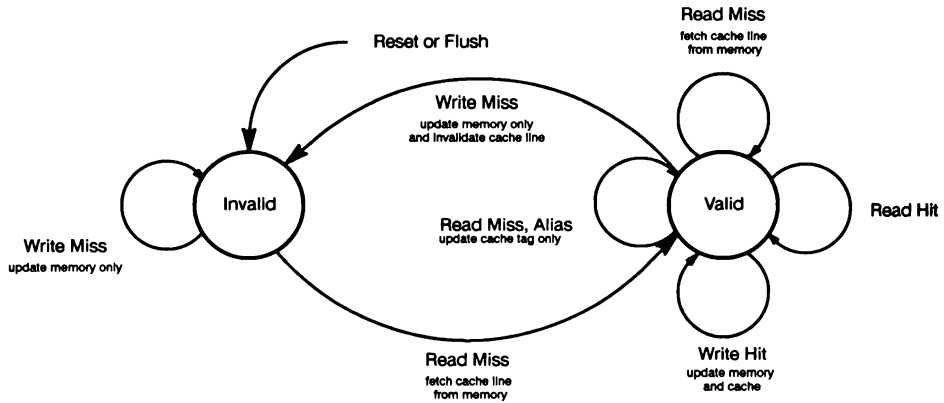 Read Miss
fetch cache line
from memory
Reset or Flush
Write Miss
update memory only
and invalidate cache line
Invalid
Valid
Read Hit
Read Miss, Alias
update cache tag only
Write Miss
update memory only
Read Miss
fetch cache line
from memory
Write Hit
update memory
and cache